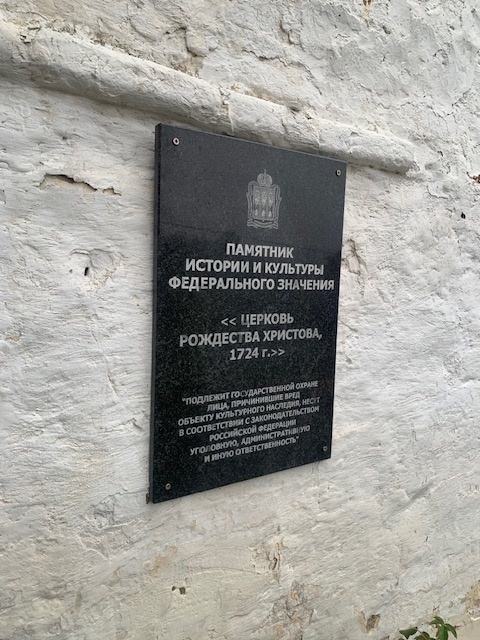 ПАМЯТНИК
ИСТОРИИ И КУЛЬТУРЫ
ФЕДЕРАЛЬНОГО ЗНАЧЕНИЯ
<< ЦЕРКОВЬ
РОЖДЕСТВА ХРИСТОВА,
1724 г.>>
"ПОДЛЕЖИТ ГОСУДАРСТВЕННОЙ ОХРАНЕ
ЛИЦА, ПРИЧИНИВШИЕ ВРЕД
ОБЪЕКТУ КУЛЬТУРНОГО НАСЛЕДИЯ, НЕСУТ
В СООТВЕТСТВИИ С ЗАКОНОДАТЕЛЬСТВОМ
РОССИЙСКОЙ ФЕДЕРАЦИИ
УГОЛОВНУЮ, АДМИНИСТРАТИВНУЮ
И ИНУЮ ОТВЕТСТВЕННОСТЬ"